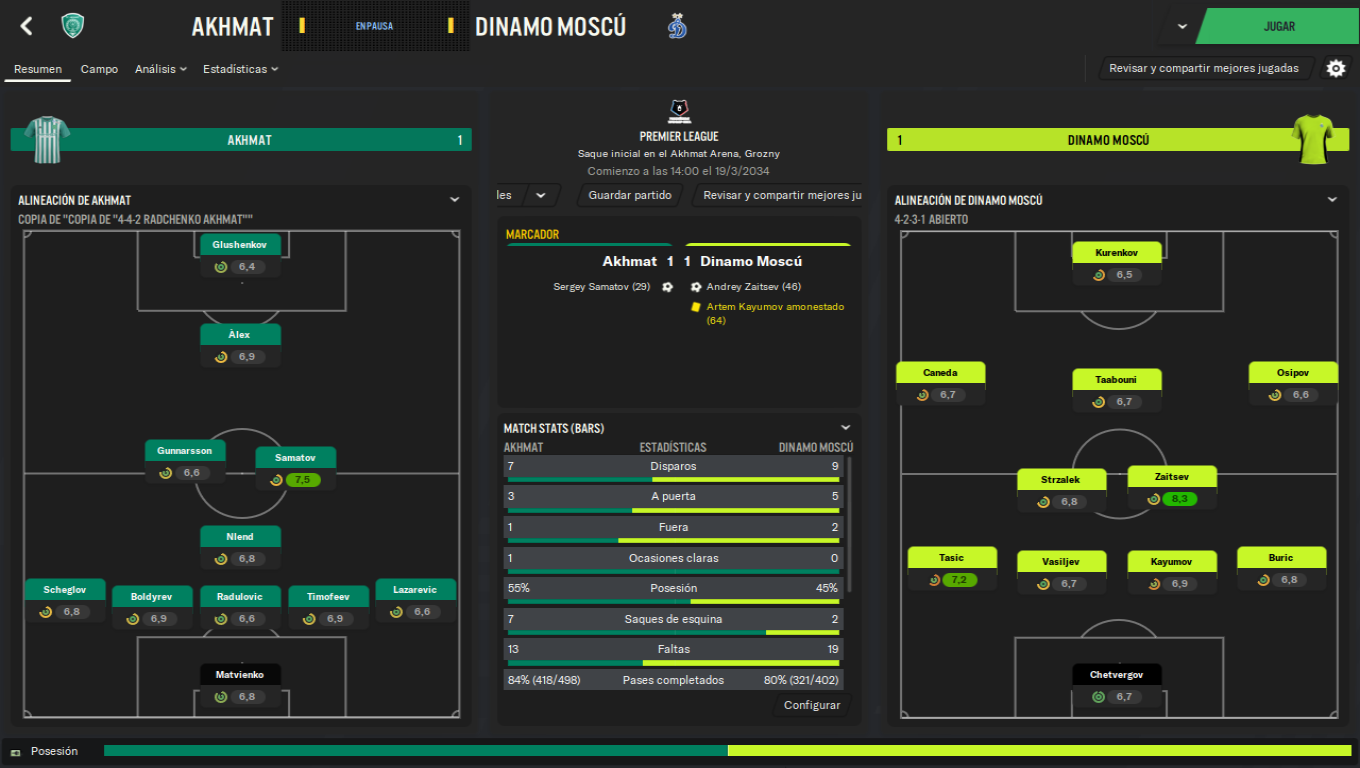 AKHMAT
EN PAUSA
DINAMO MOSCÚ
JUGAR
Resumen
Campo
Análisis
Estadísticas
Revisar y compartir mejores jugadas
AKHMAT
1
ALINEACIÓN DE AKHMAT
COPIA DE "COPIA DE "4-4-2 RADCHENKO AKHMAT""
Glushenkov
6,4
Àlex
6,9
Gunnarsson
6,6
Samatov
7,5
Nlend
6,8
Scheglov
6,8
Boldyrev
6,9
Radulovic
6,6
Timofeev
6,9
Lazarevic
6,6
Matvienko
6,8
PREMIER LEAGUE
Saque inicial en el Akhmat Arena, Grozny
Comienzo a las 14:00 el 19/3/2034
les
Guardar partido
Revisar y compartir mejores ju
MARCADOR
Akhmat 1 1 Dinamo Moscú
Sergey Samatov (29)
Andrey Zaitsev (46)
Artem Kayumov amonestado
(64)
MATCH STATS (BARS)
AKHMAT ESTADÍSTICAS DINAMO MOSCÚ
7 Disparos 9
3 A puerta 5
1 Fuera 2
1 Ocasiones claras 0
55% Posesión 45%
7 Saques de esquina 2
13 Faltas 19
84% (418/498) Pases completados 80% (321/402)
Configurar
1
DINAMO MOSCÚ
ALINEACIÓN DE DINAMO MOSCÚ
4-2-3-1 ABIERTO
Kurenkov
6,5
Caneda
6,7
Taabouni
6,7
Osipov
6,6
Strzalek
6,8
Zaitsev
8,3
Tasic
7,2
Vasiljev
6,7
Kayumov
6,9
Buric
6,8
Chetvergov
6,7
Posesión